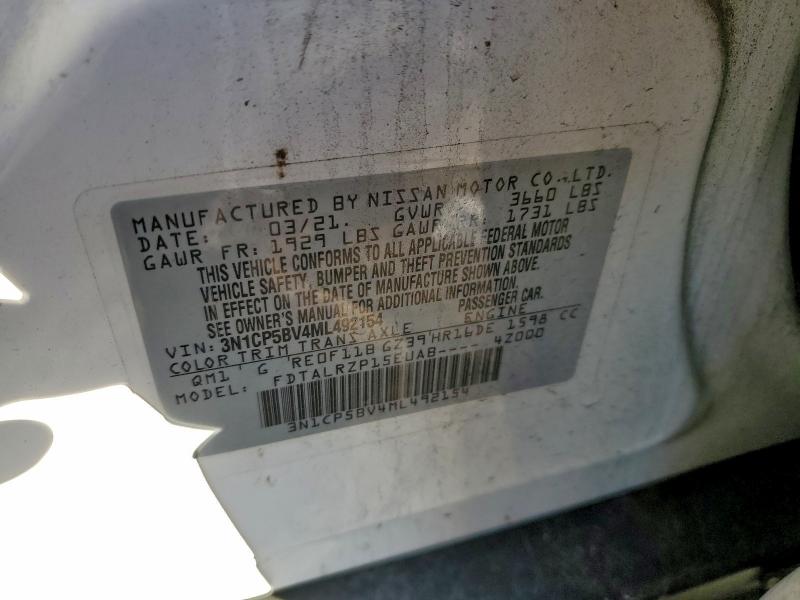 MANUFACTURED BY NISSAN MOTOR CO., LTD.
DATE: 03/21. GVWR 3660 LBS
GAWR FR: 1929 LBS GAWR RR: 1731 LBS
THIS VEHICLE CONFORMS TO ALL APPLICABLE FEDERAL MOTOR
VEHICLE SAFETY, BUMPER AND THEFT PREVENTION STANDARDS
IN EFFECT ON THE DATE OF MANUFACTURE SHOWN ABOVE.
SEE OWNER'S MANUAL FOR ADDITIONAL INFORMATION.
VIN: 3N1CP5BV4ML492154 PASSENGER CAR.
COLOR TRIM TRANS AXLE ENGINE
QM1 G RE0F11B GZ39 HR16DE 1598 CC
MODEL: FDTALRZP15EUAB---- 4Z000
3N1CP5BV4ML492154